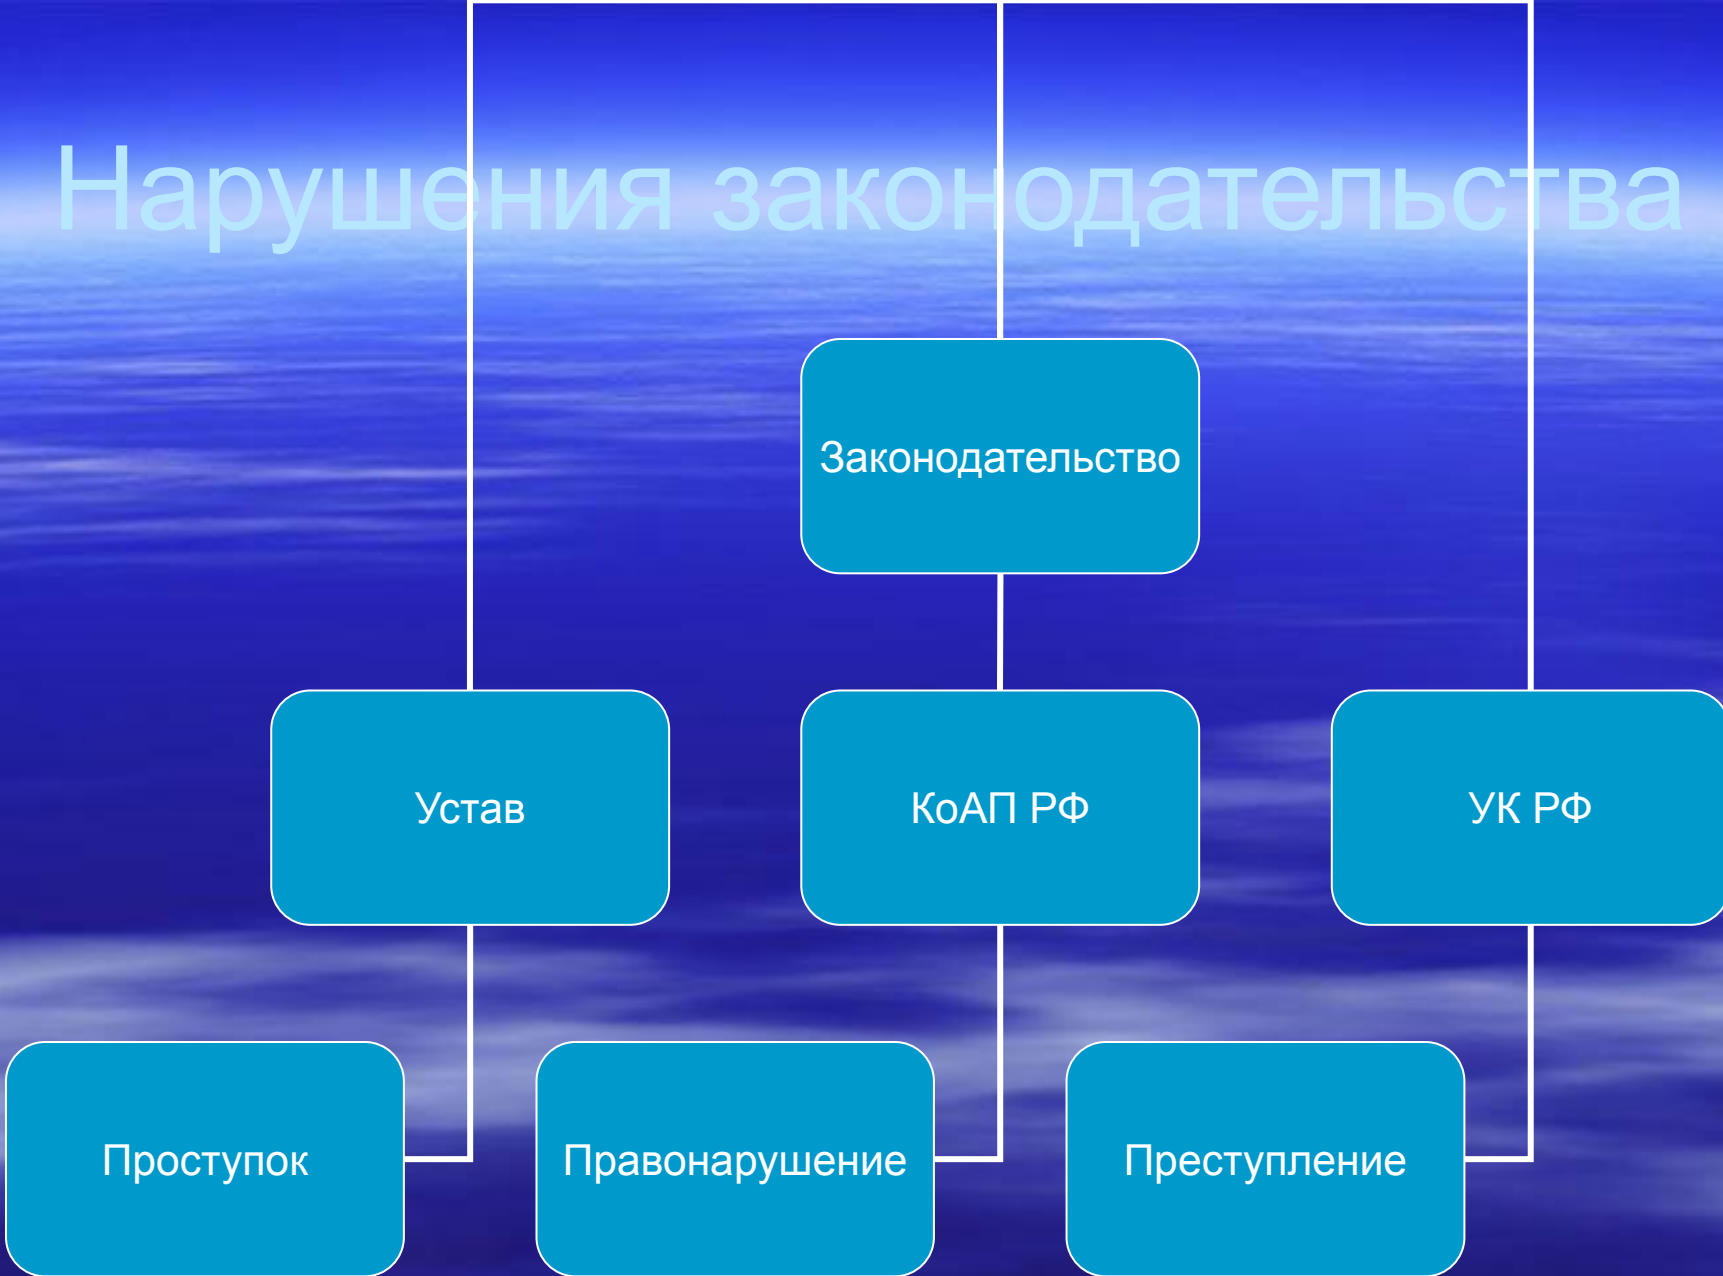 Нарушения законодательства
Законодательство
Устав
КоАП РФ
УК РФ
Проступок
Правонарушение
Преступление